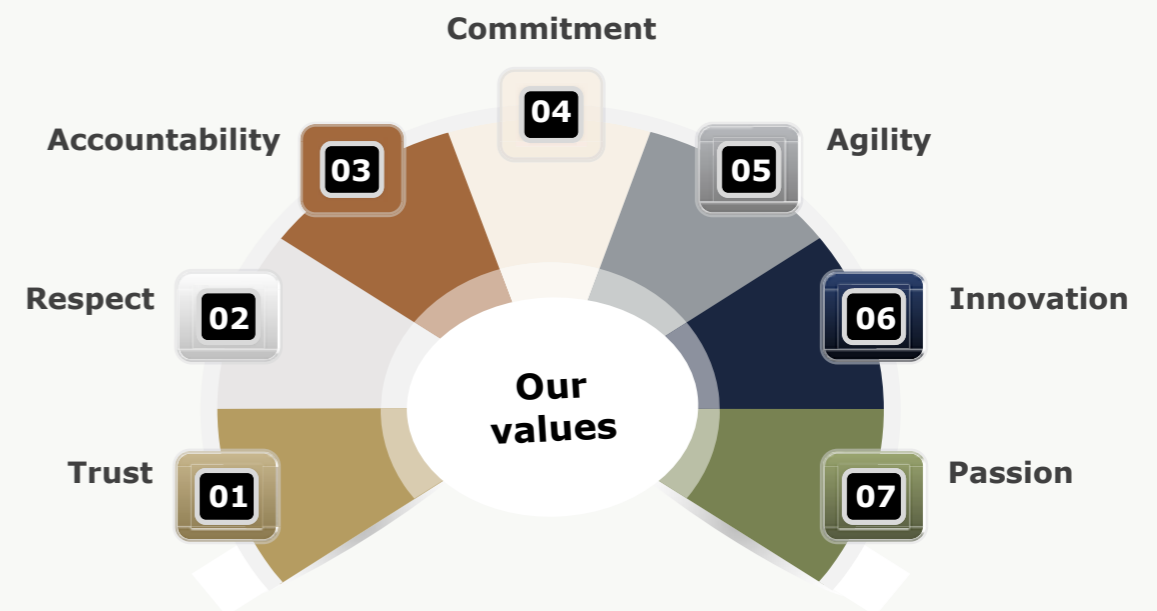 Commitment
04
Accountability
03
05
Agility
Respect
02
06
Innovation
Our
values
Trust
01
07
Passion